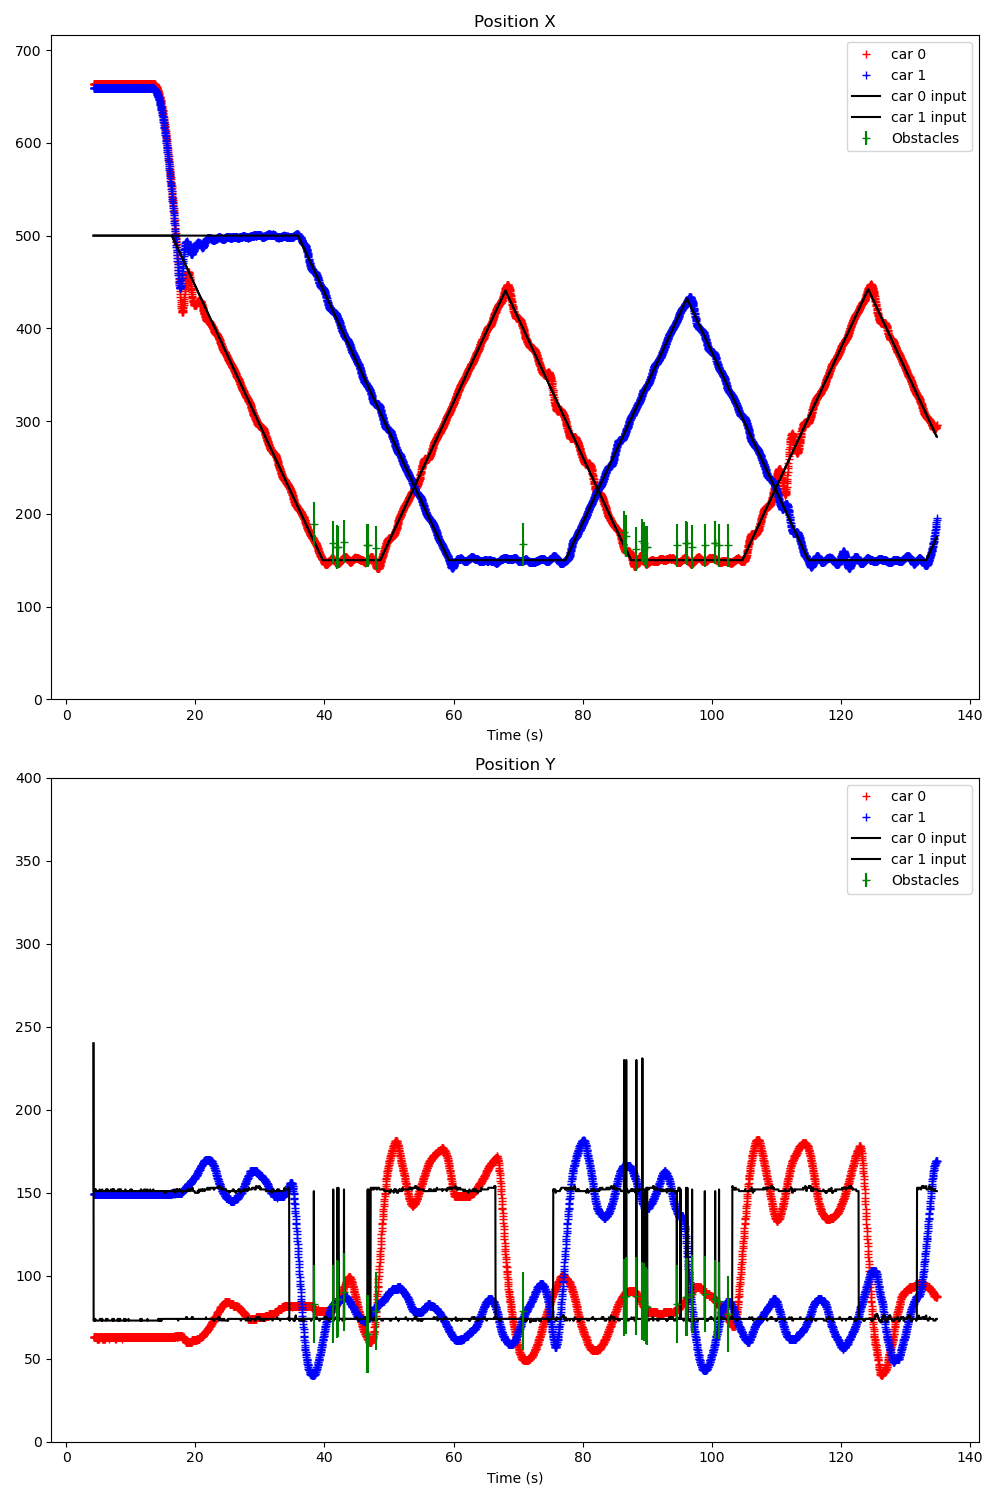 Position X
700
600
500
400
300
200
100
0
car 0
car 1
car 0 input
car 1 input
Obstacles
0 20 40 60 80 100 120 140
Time (s)
Position Y
400
350
300
250
200
150
100
50
0
car 0
car 1
car 0 input
car 1 input
Obstacles
0 20 40 60 80 100 120 140
Time (s)